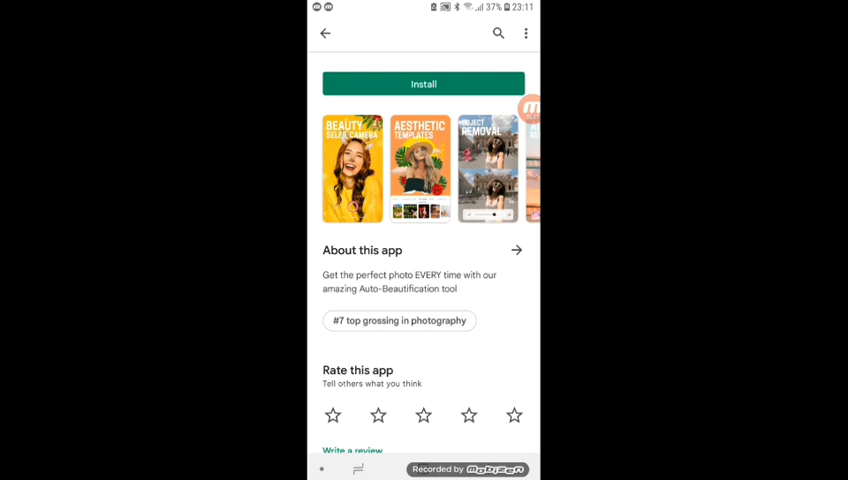 37% 23:11
Install
BEAUTY
SELFIE CAMERA
AESTHETIC
TEMPLATES
OBJECT
REMOVAL
About this app
Get the perfect photo EVERY time with our
amazing Auto-Beautification tool
#7 top grossing in photography
Rate this app
Tell others what you think
Write a review
Recorded by mobizen